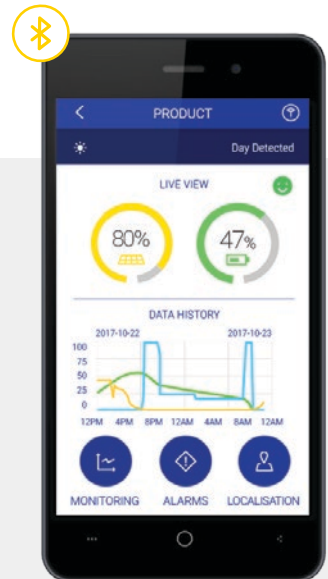 PRODUCT
Day Detected
LIVE VIEW
80%
47%
DATA HISTORY
2017-10-22 2017-10-23
100
75
50
25
0
12PM 4PM 8PM 12AM 4AM 8AM 12AM
MONITORING ALARMS LOCALISATION